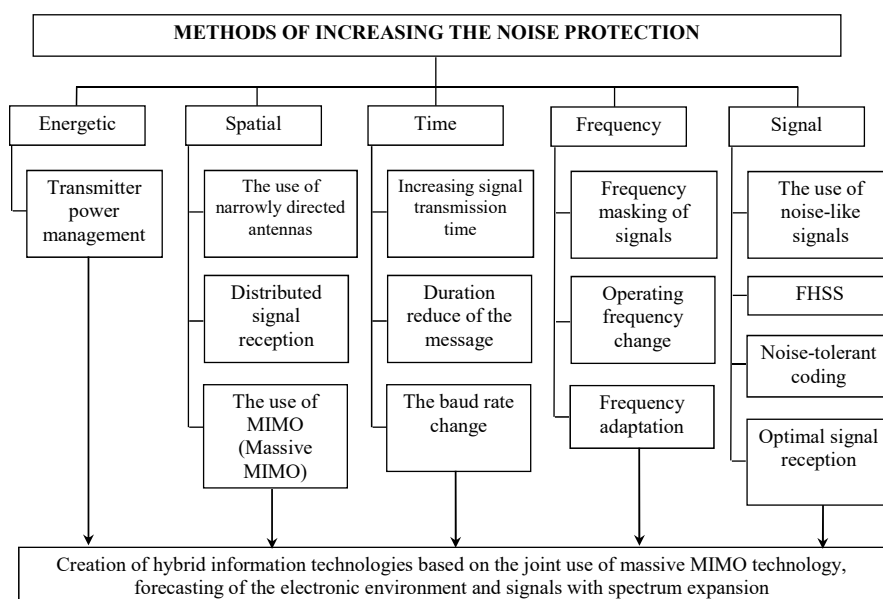 METHODS OF INCREASING THE NOISE PROTECTION
Energetic
Spatial
Time
Frequency
Signal
Transmitter
power
management
The use of
narrowly directed
antennas
Distributed
signal
reception
The use of
MIMO
(Massive
MIMO)
Increasing signal
transmission
time
Duration
reduce of the
message
The baud rate
change
Frequency
masking of
signals
Operating
frequency
change
Frequency
adaptation
The use of
noise-like
signals
FHSS
Noise-tolerant
coding
Optimal signal
reception
Creation of hybrid information technologies based on the joint use of massive MIMO technology,
forecasting of the electronic environment and signals with spectrum expansion